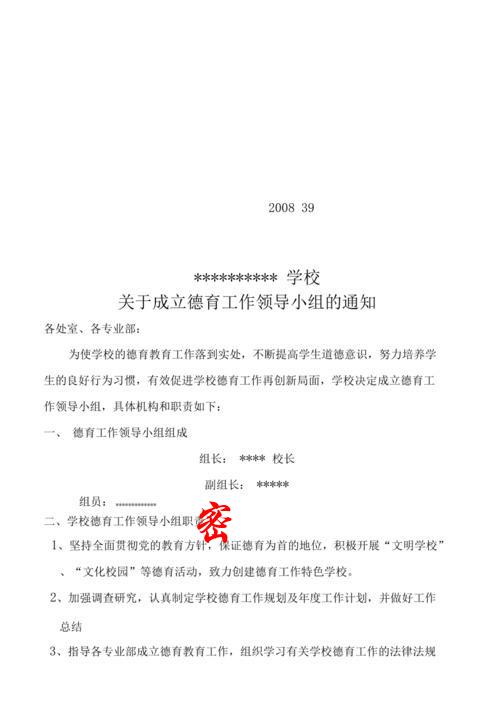 2008 39
********** 学校
关于成立德育工作领导小组的通知
各处室、各专业部：
为使学校的德育教育工作落到实处，不断提高学生道德意识，努力培养学
生的良好行为习惯，有效促进学校德育工作再创新局面，学校决定成立德育工
作领导小组，具体机构和职责如下：
一、 德育工作领导小组组成
组长： **** 校长
副组长： *****
组员： *************
密
二、学校德育工作领导小组职责
1、坚持全面贯彻党的教育方针，保证德育为首的地位，积极开展“文明学校”
、“文化校园”等德育活动，致力创建德育工作特色学校。
2、加强调查研究，认真制定学校德育工作规划及年度工作计划，并做好工作
总结
3、指导各专业部成立德育教育工作，组织学习有关学校德育工作的法律法规